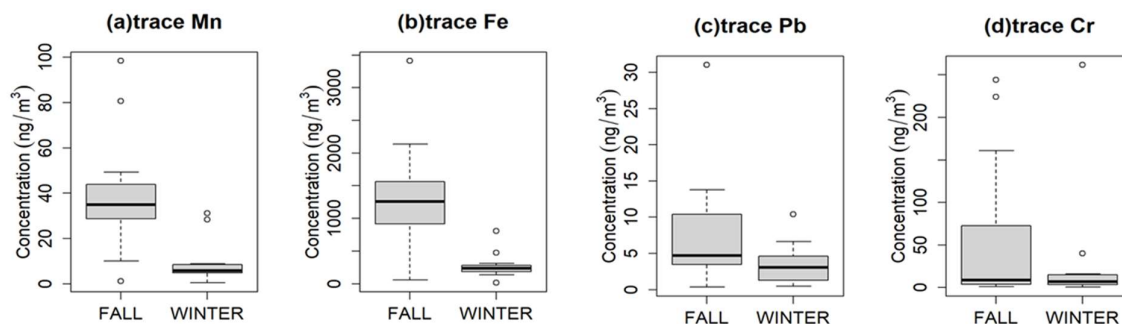 (a)trace Mn
Concentration (ng/m³)
100
80
60
40
20
0
FALL WINTER
(b)trace Fe
Concentration (ng/m³)
3000
2000
1000
0
FALL WINTER
(c)trace Pb
Concentration (ng/m³)
30
25
20
15
10
5
0
FALL WINTER
(d)trace Cr
Concentration (ng/m³)
200
150
50
0
FALL WINTER